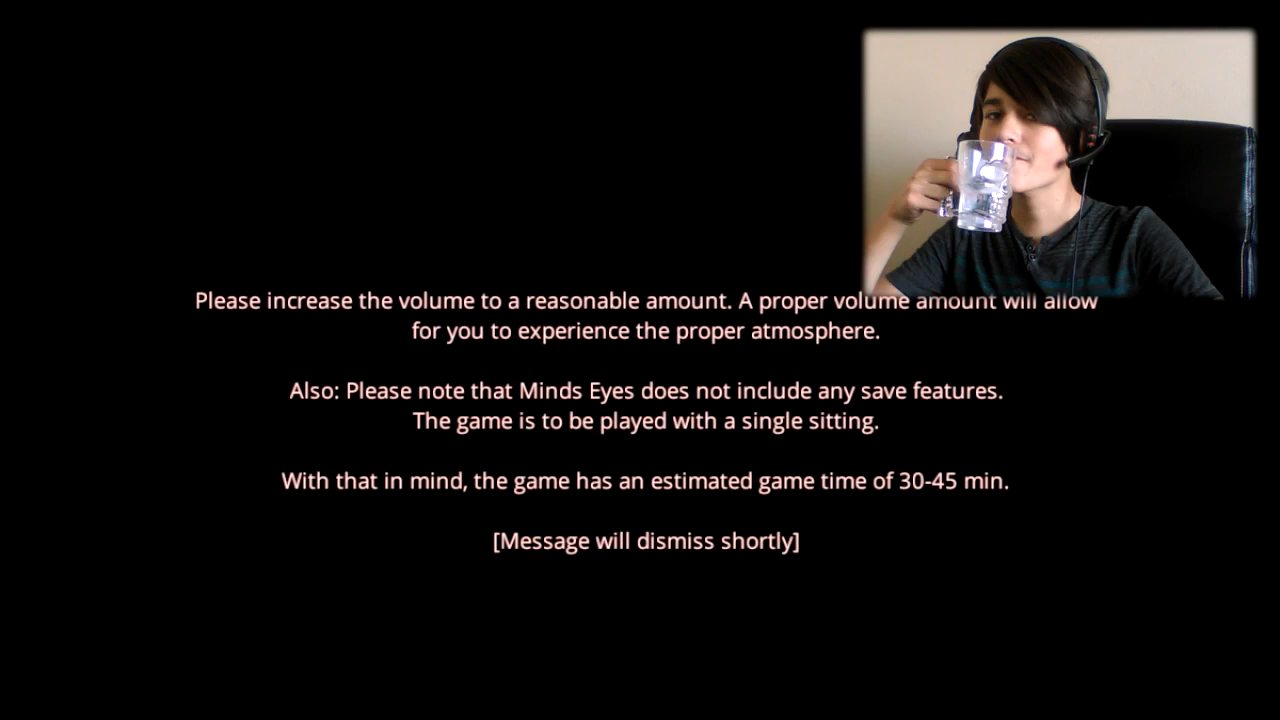 Please increase the volume to a reasonable amount. A proper volume amount will allow
for you to experience the proper atmosphere.
Also: Please note that Minds Eyes does not include any save features.
The game is to be played with a single sitting.
With that in mind, the game has an estimated game time of 30-45 min.
[Message will dismiss shortly]